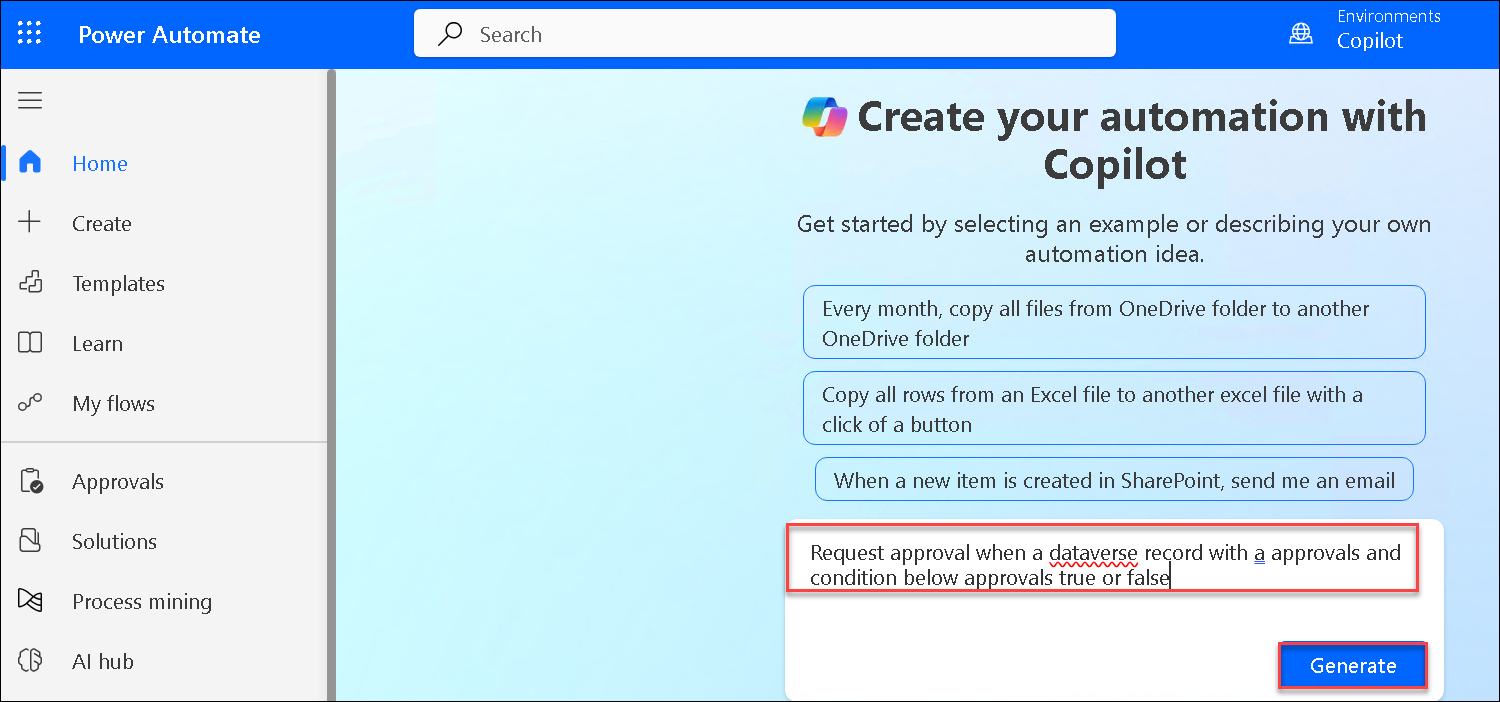 Power Automate
Search
Environments
Copilot
Home
Create
Templates
Learn
My flows
Approvals
Solutions
Process mining
AI hub
Create your automation with
Copilot
Get started by selecting an example or describing your own
automation idea.
Every month, copy all files from OneDrive folder to another
OneDrive folder
Copy all rows from an Excel file to another excel file with a
click of a button
When a new item is created in SharePoint, send me an email
Request approval when a dataverse record with a approvals and
condition below approvals true or false
Generate